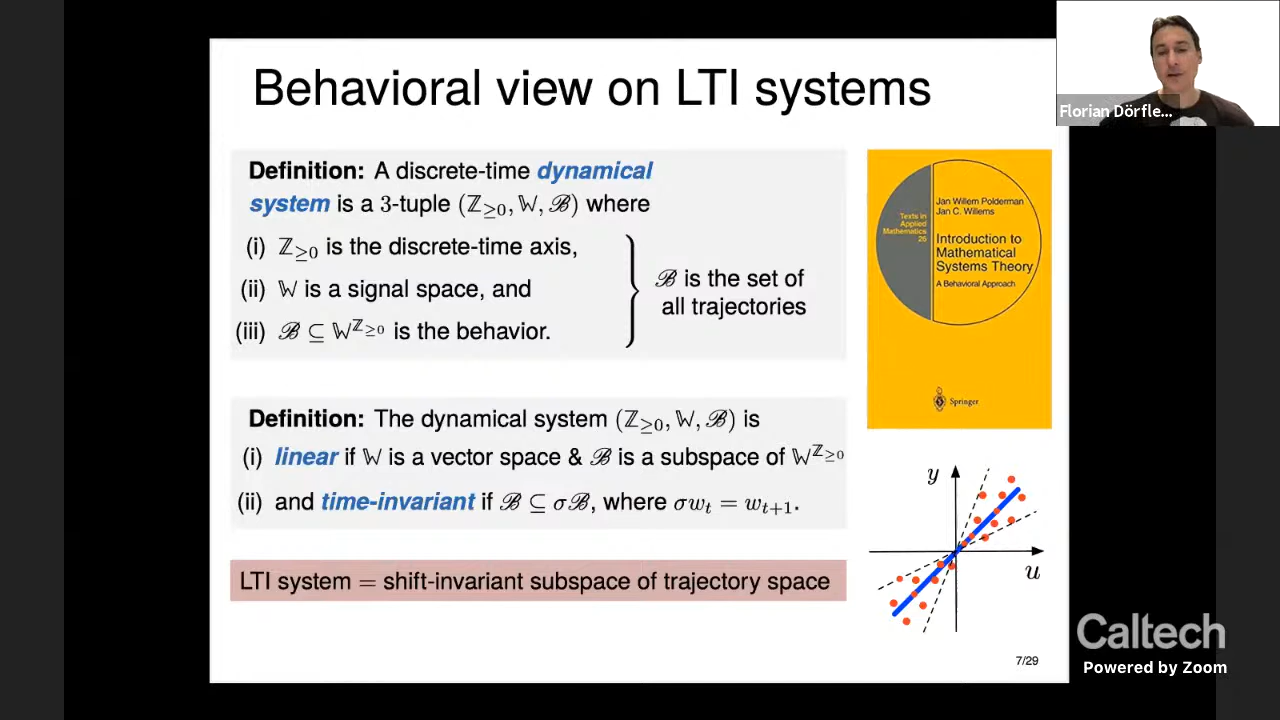 Behavioral view on LTI systems
Florian Dörfle...
Definition: A discrete-time dynamical
system is a 3-tuple (ℤ≥0, 𝕎, ℬ) where
(i) ℤ≥0 is the discrete-time axis,
(ii) 𝕎 is a signal space, and
(iii) ℬ ⊆ 𝕎^ℤ≥0 is the behavior.
ℬ is the set of
all trajectories
Jan Willem Polderman
Jan C. Willems
Texts in
Applied
Mathematics
26
Introduction to
Mathematical
Systems Theory
A Behavioral Approach
Springer
Definition: The dynamical system (ℤ≥0, 𝕎, ℬ) is
(i) linear if 𝕎 is a vector space & ℬ is a subspace of 𝕎^ℤ≥0
(ii) and time-invariant if ℬ ⊆ σℬ, where σw_t = w_{t+1}.
y
u
LTI system = shift-invariant subspace of trajectory space
7/29
Caltech
Powered by Zoom